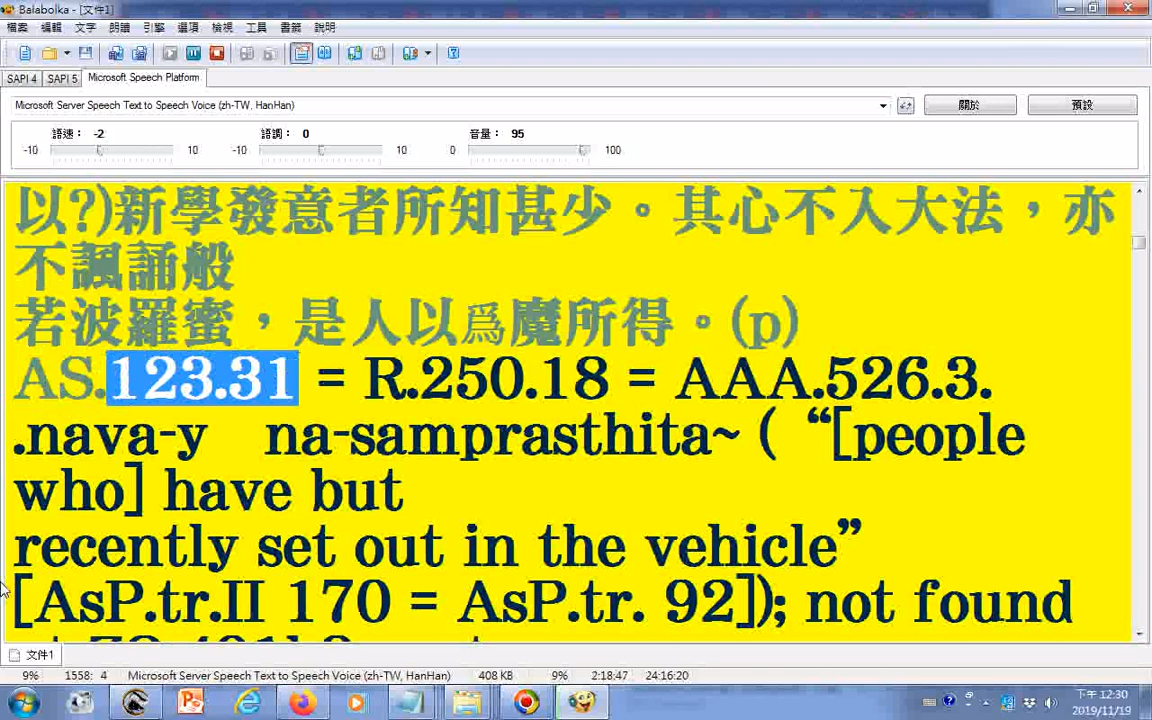 Balabolka - [文件1]
檔案 編輯 文字 朗讀 引擎 選項 檢視 工具 書籤 說明
SAPI 4 SAPI 5 Microsoft Speech Platform
Microsoft Server Speech Text to Speech Voice (zh-TW, HanHan) 關於 預設
語速： -2 語調： 0 音量： 95
-10 10 -10 10 0 100
以?)新學發意者所知甚少。其心不入大法，亦
不諷誦般
若波羅蜜，是人以爲魔所得。(p)
AS.123.31 = R.250.18 = AAA.526.3.
.nava-y na-samprasthita~ ( “[people
who] have but
recently set out in the vehicle”
[AsP.tr.II 170 = AsP.tr. 92]); not found
文件1
9% 1558: 4 Microsoft Server Speech Text to Speech Voice (zh-TW, HanHan) 408 KB 9% 2:18:47 24:16:20
下午 12:30
2019/11/19